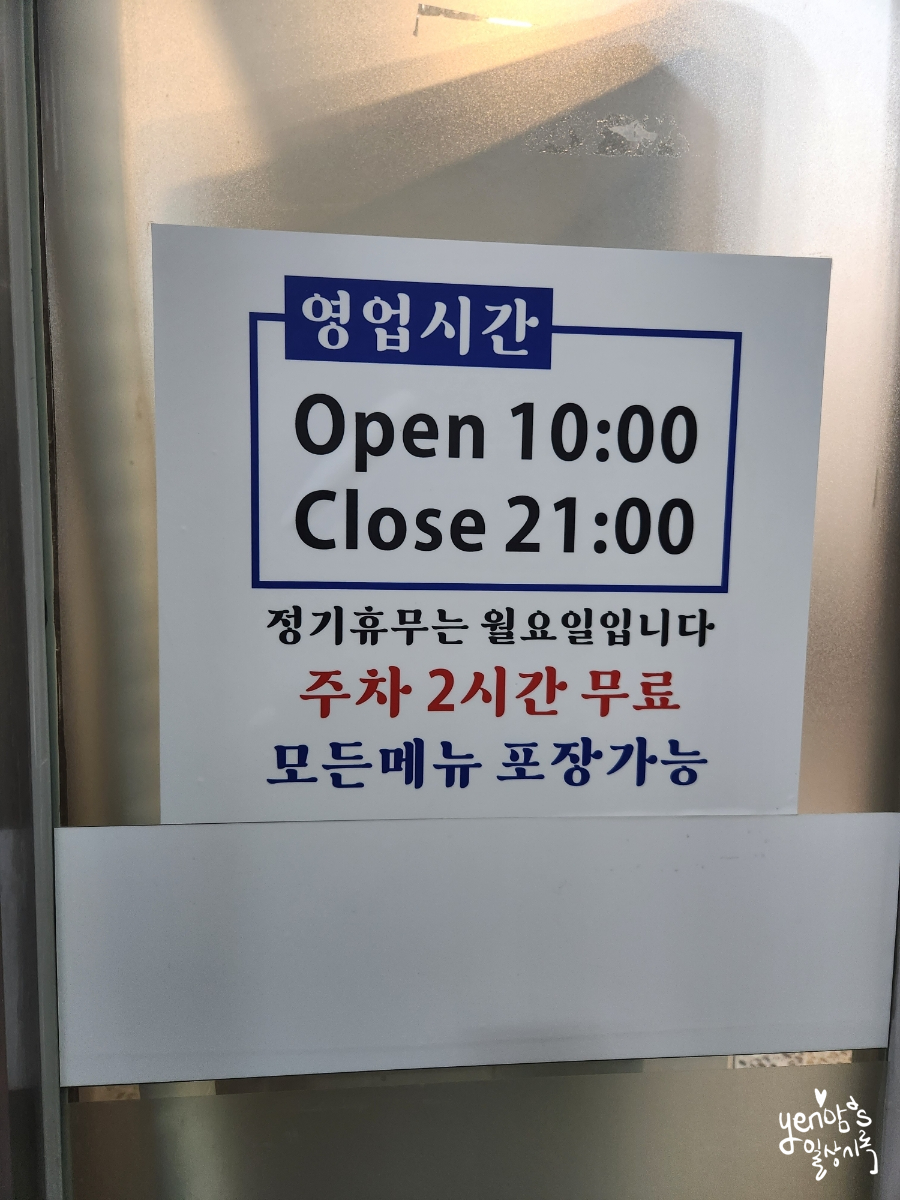 영업시간
Open 10:00
Close 21:00
정기휴무는 월요일입니다
주차 2시간 무료
모든메뉴 포장가능
yen맘's
일상기록